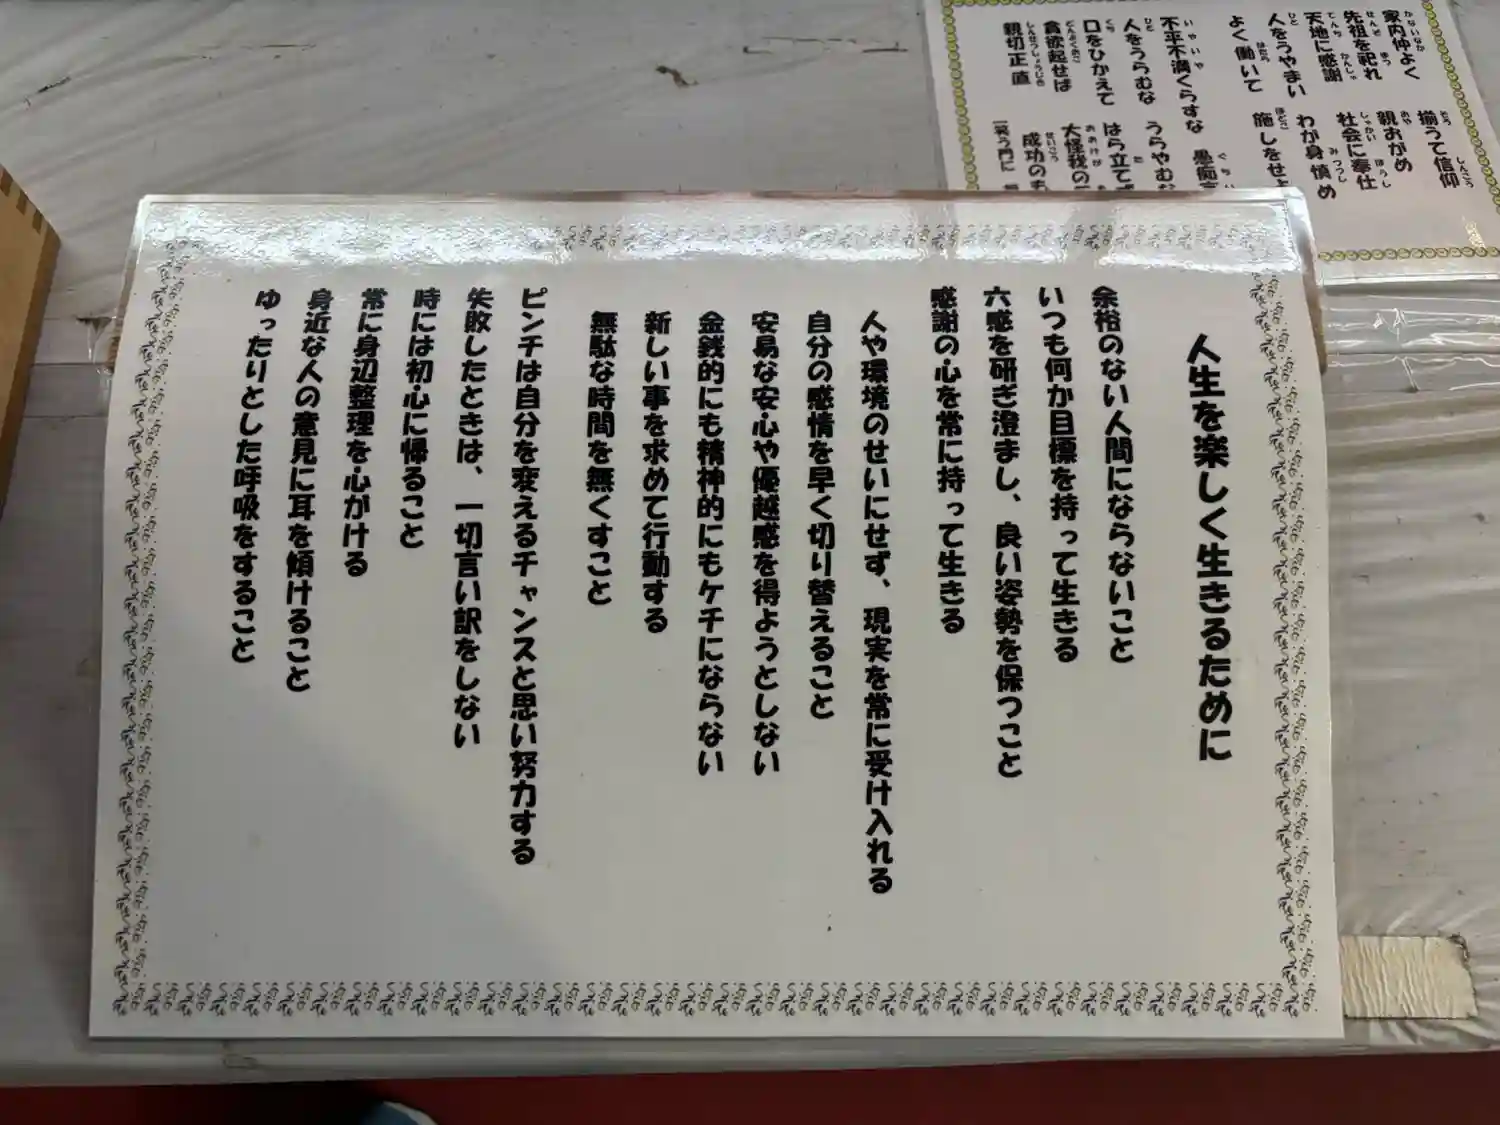 人生を楽しく生きるために
余裕のない人間にならないこと
いつも何か目標を持って生きる
六感を研ぎ澄まし、良い姿勢を保つこと
感謝の心を常に持って生きる
人や環境のせいにせず、現実を常に受け入れる
自分の感情を早く切り替えること
安易な安心や優越感を得ようとしない
金銭的にも精神的にもケチにならない
新しい事を求めて行動する
無駄な時間を無くすこと
ピンチは自分を変えるチャンスと思い努力する
失敗したときは、一切言い訳をしない
時には初心に帰ること
常に身辺整理を心がける
身近な人の意見に耳を傾けること
ゆったりとした呼吸をすること
家内仲よく 揃うて信仰
先祖を祀れ 親おがめ
天地に感謝 社会に奉仕
人をうやまい わが身慎め
よく働いて 施しをせよ
不平不満くらすな 愚痴
人をうらむな うらやむな
口をひかえて はら立て
貪欲起せば 大怪我の
親切正直 成功の
笑う門に